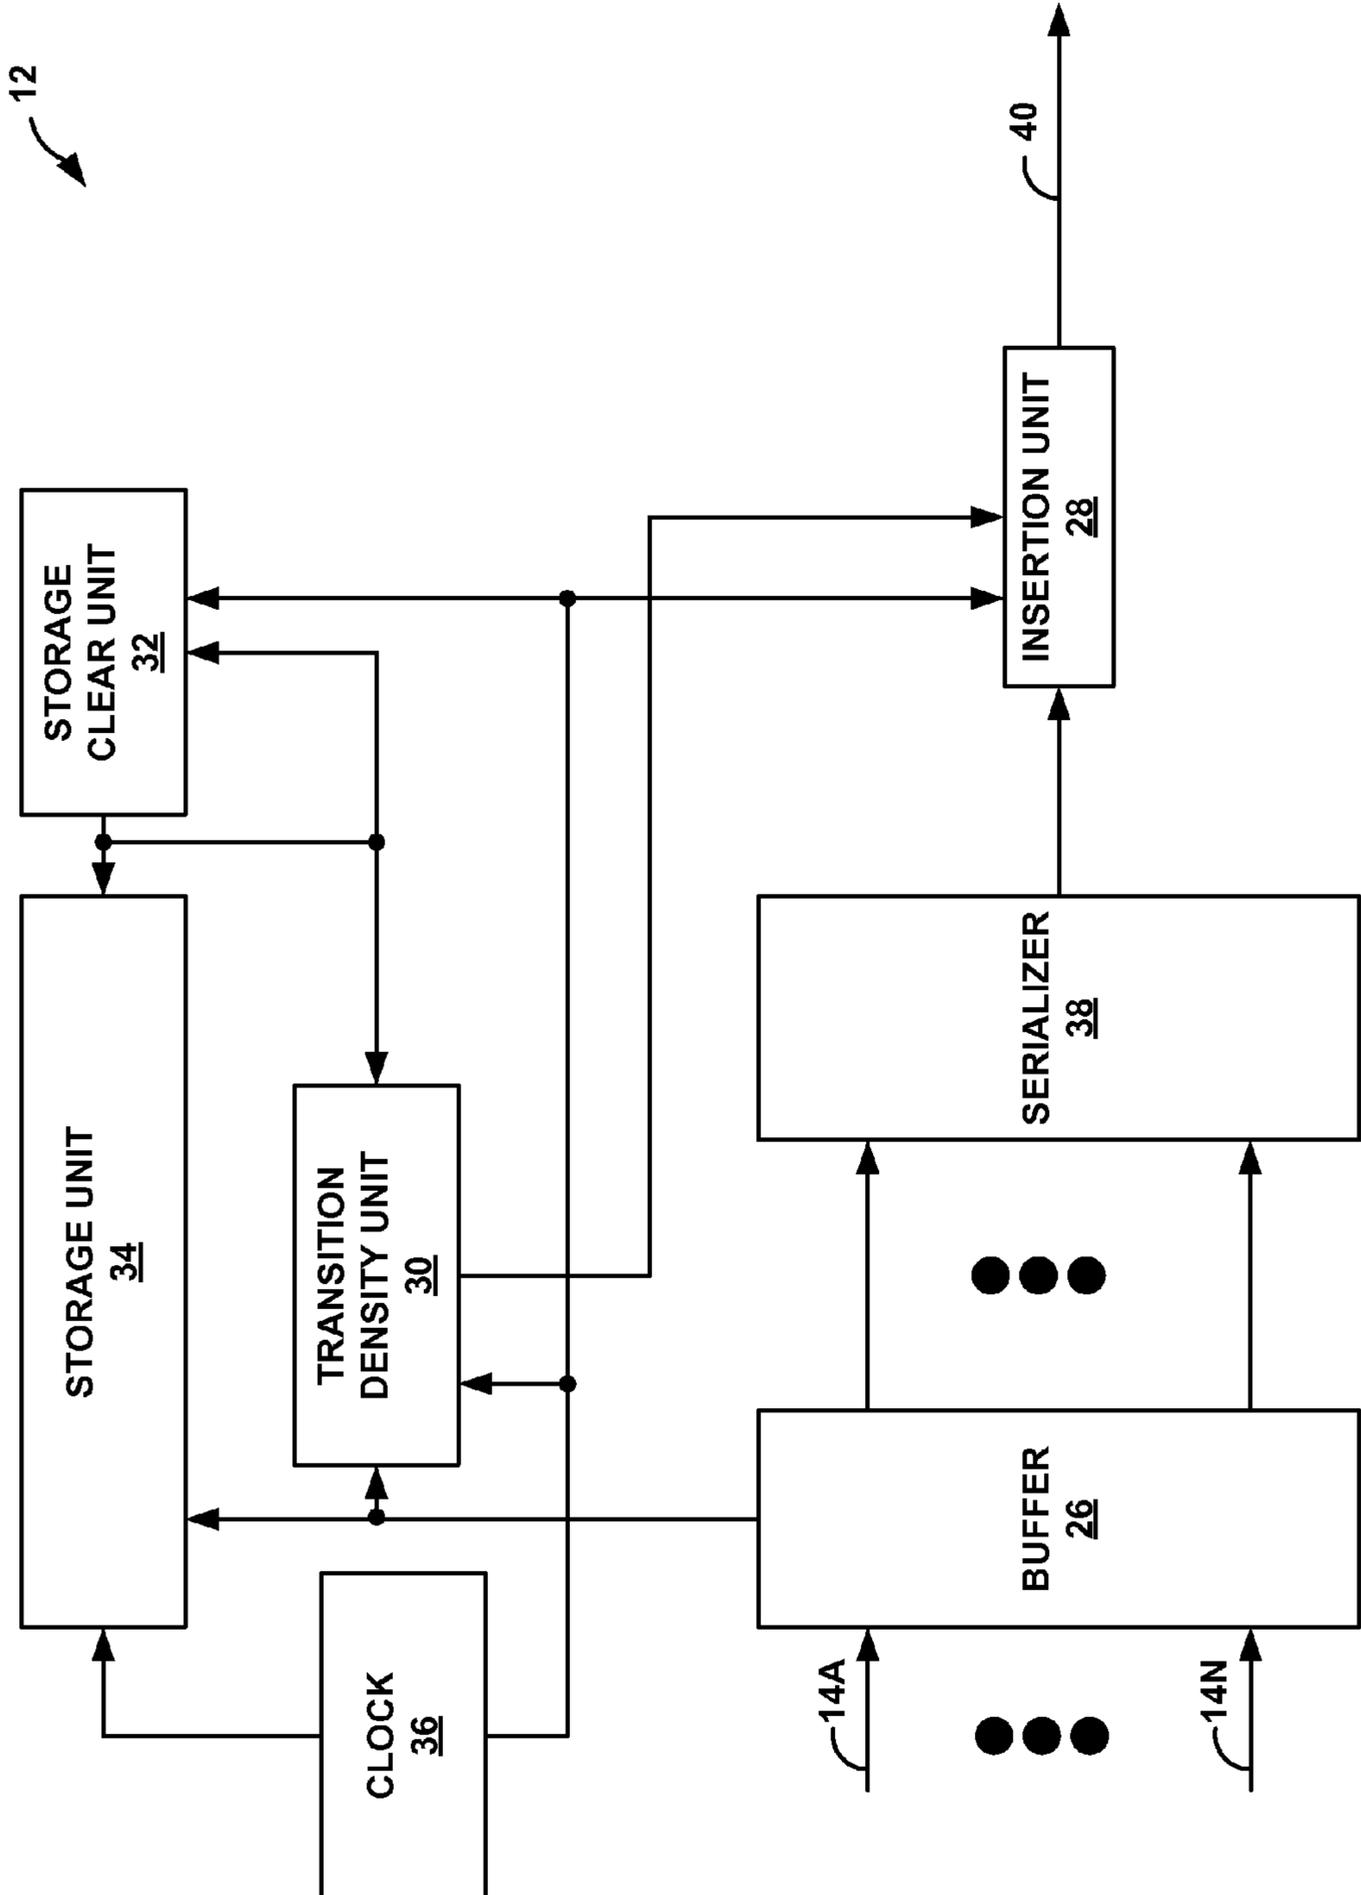 12
STORAGE UNIT
34
STORAGE
CLEAR UNIT
32
TRANSITION
DENSITY UNIT
30
CLOCK
36
14A
14N
BUFFER
26
SERIALIZER
38
INSERTION UNIT
28
40